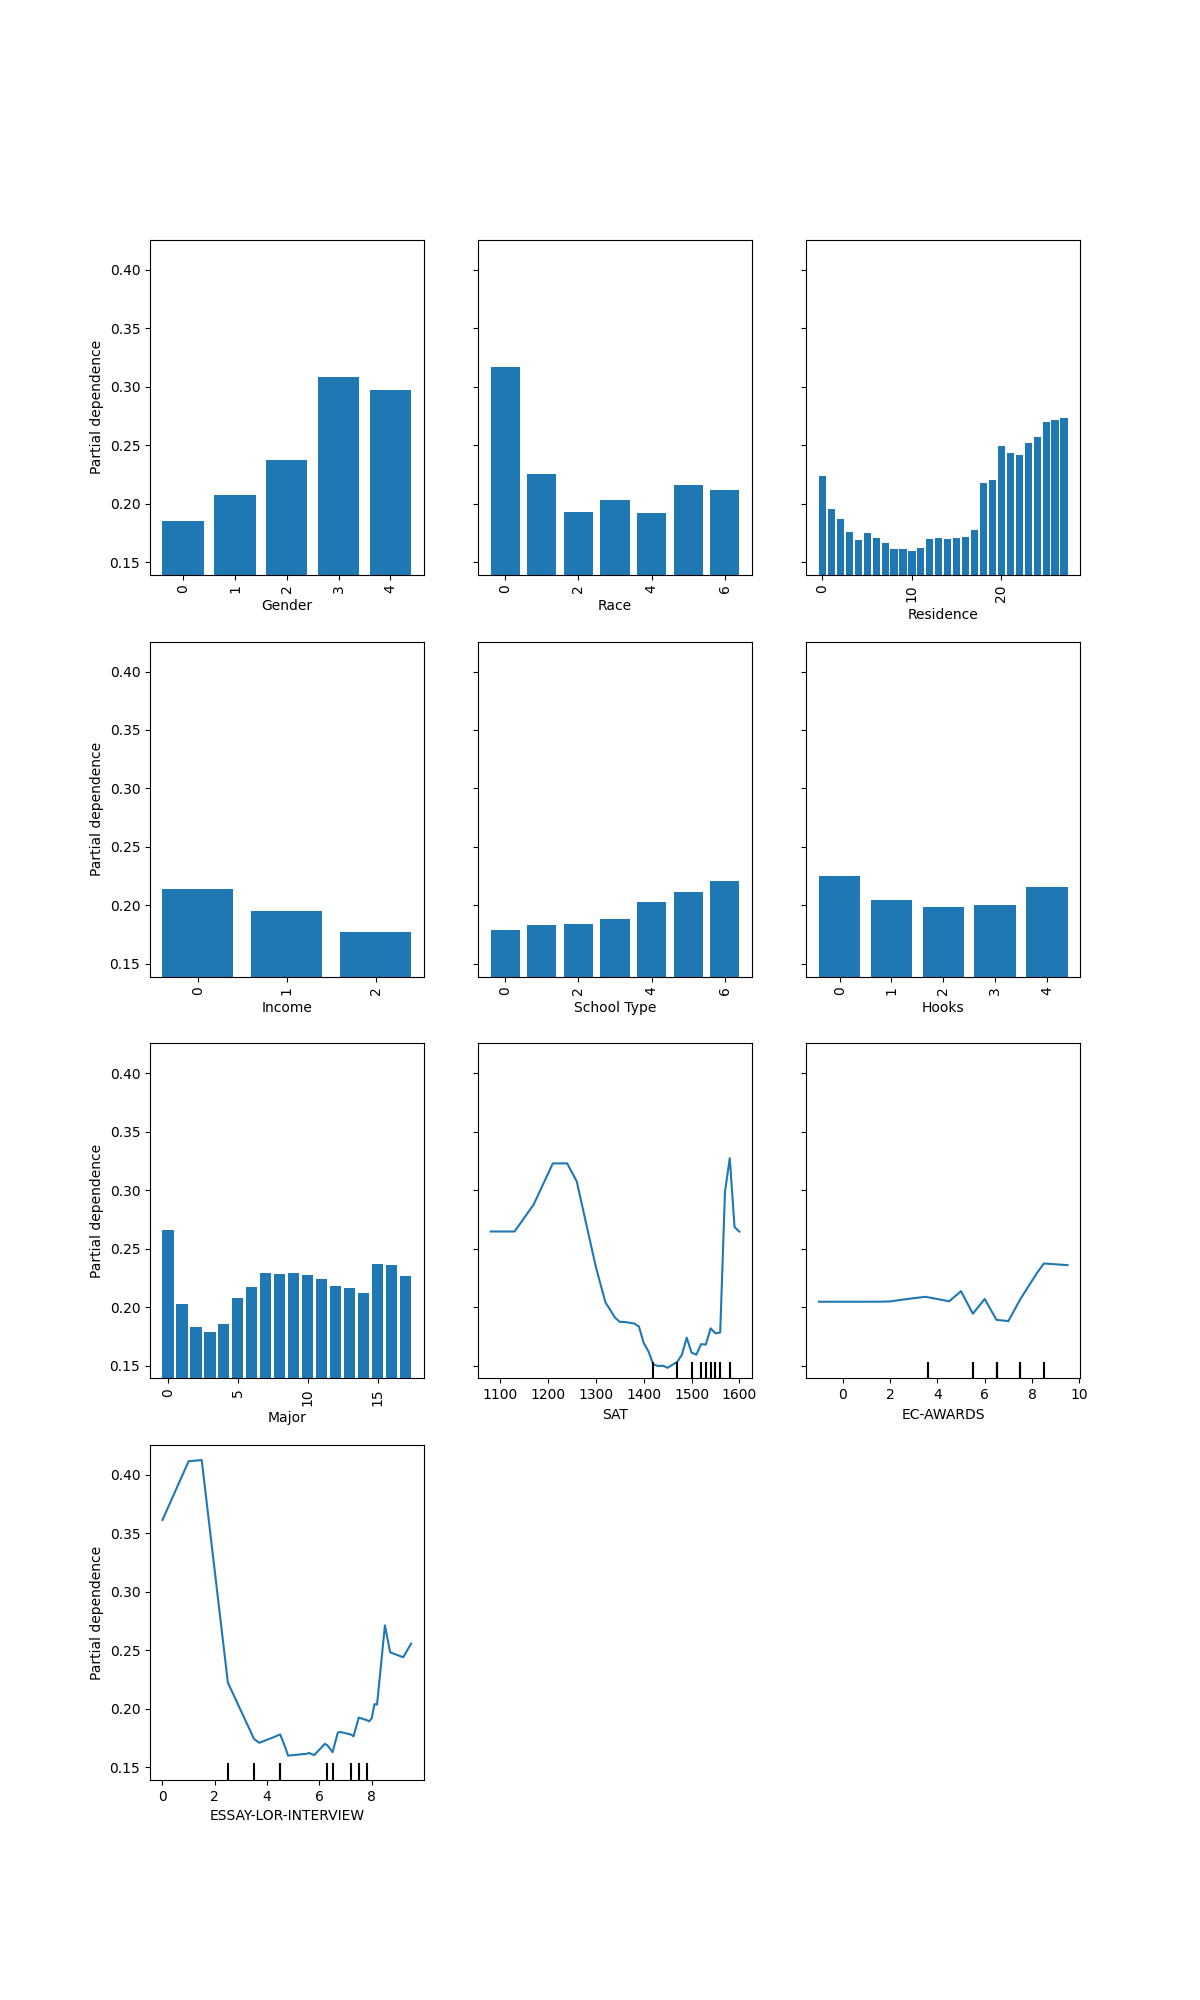 0.40
0.35
0.30
0.25
0.20
0.15
Partial dependence
0 1 2 3 4
Gender
0 2 4 6
Race
0 10 20
Residence
0.40
0.35
0.30
0.25
0.20
0.15
Partial dependence
0 1 2
Income
0 2 4 6
School Type
0 1 2 3 4
Hooks
0.40
0.35
0.30
0.25
0.20
0.15
Partial dependence
0 5 10 15
Major
1100 1200 1300 1400 1500 1600
SAT
0 2 4 6 8 10
EC-AWARDS
0.40
0.35
0.30
0.25
0.20
0.15
Partial dependence
0 2 4 6 8
ESSAY-LOR-INTERVIEW